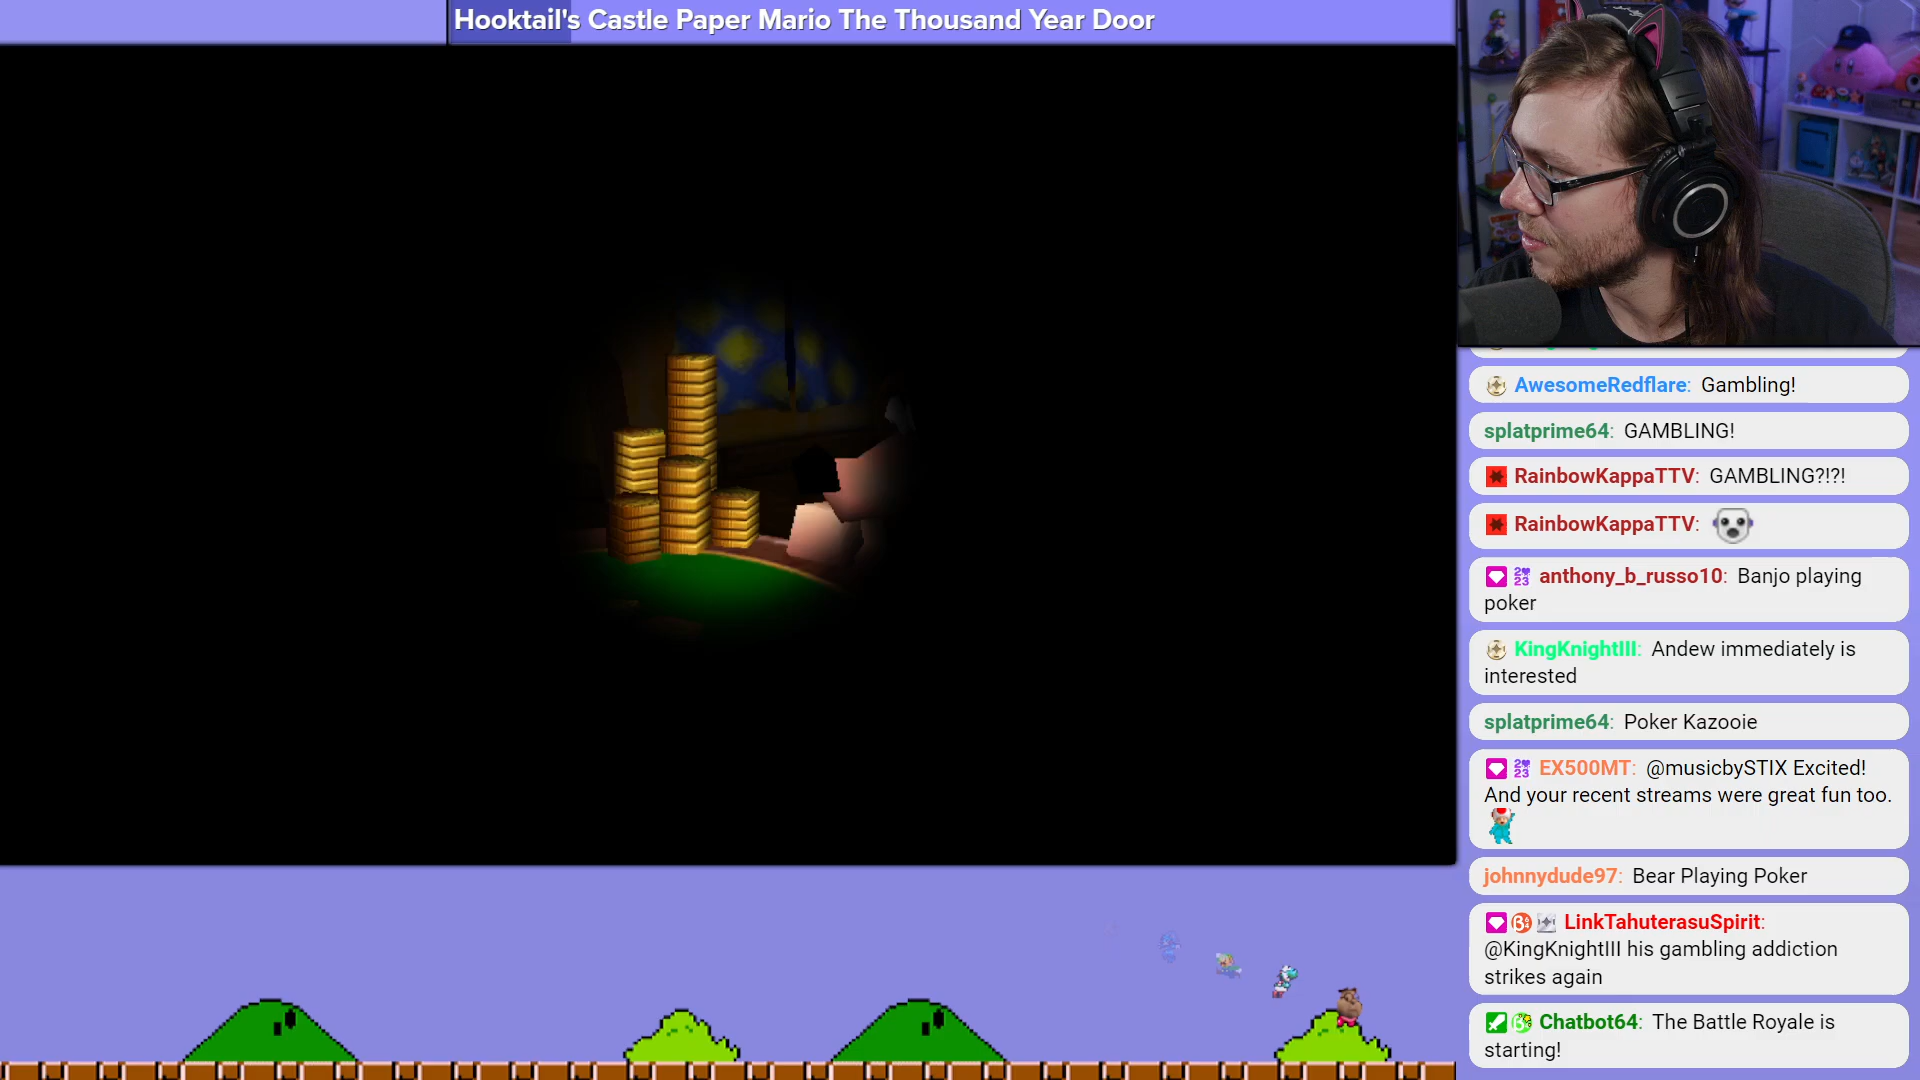 Hooktail's Castle Paper Mario The Thousand Year Door
AwesomeRedflare: Gambling!
splatprime64: GAMBLING!
RainbowKappaTTV: GAMBLING?!?!
RainbowKappaTTV:
anthony_b_russo10: Banjo playing
poker
KingKnightIII: Andew immediately is
interested
splatprime64: Poker Kazooie
EX500MT: @musicbySTIX Excited!
And your recent streams were great fun too.
johnnydude97: Bear Playing Poker
LinkTahuterasuSpirit:
@KingKnightIII his gambling addiction
strikes again
Chatbot64: The Battle Royale is
starting!